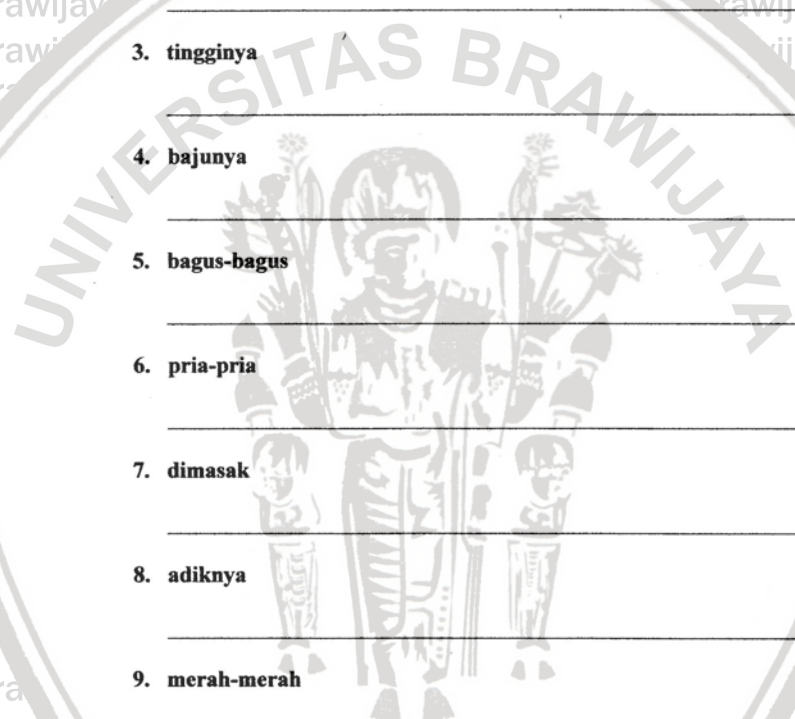 3. tingginya
UNIVERSITAS BRAWIJAYA
4. bajunya
5. bagus-bagus
6. pria-pria
7. dimasak
8. adiknya
9. merah-merah